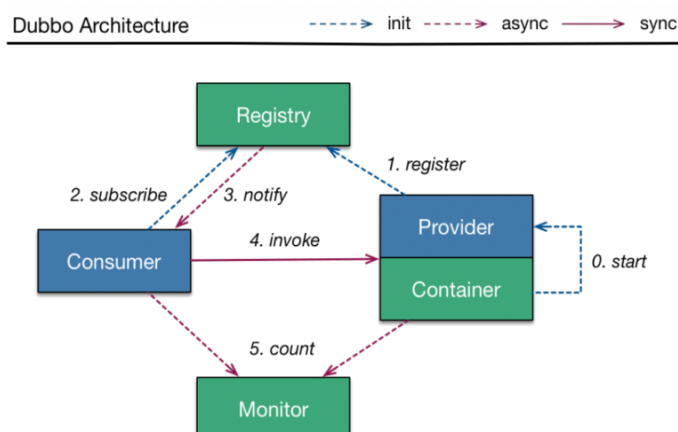 Dubbo Architecture
init
async
sync
Registry
1. register
2. subscribe
3. notify
Provider
4. invoke
Consumer
0. start
Container
5. count
Monitor